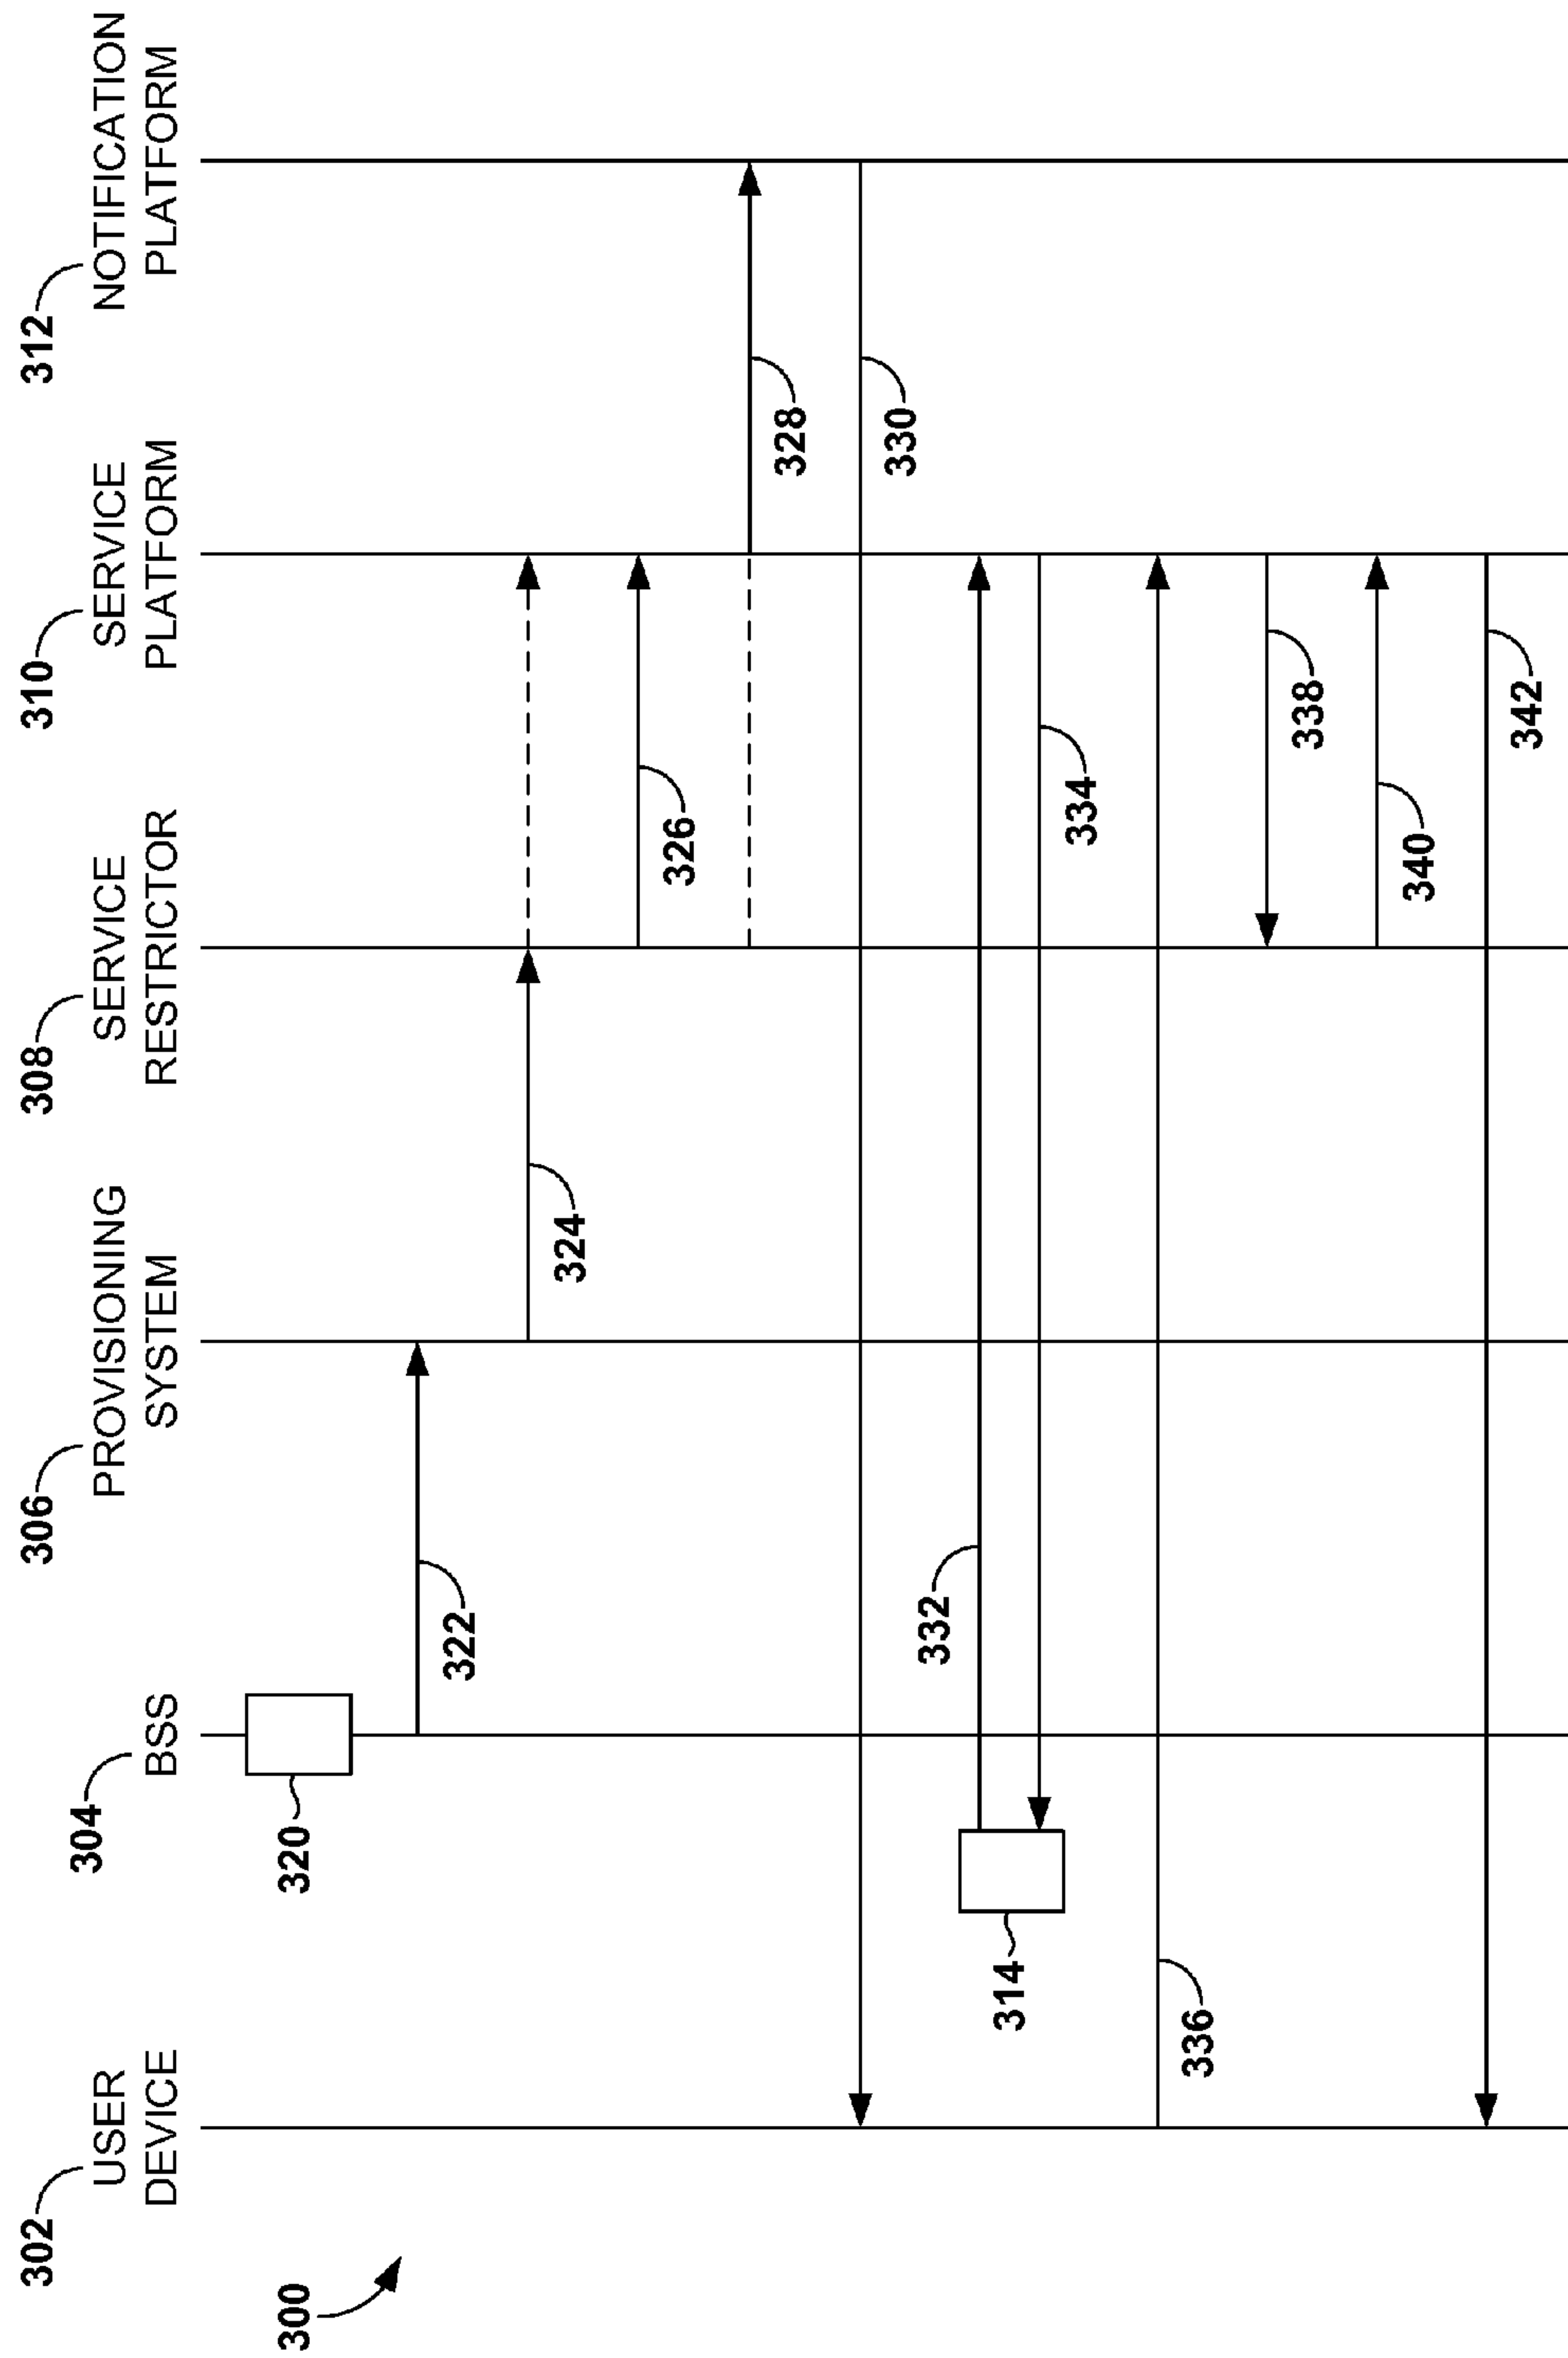 302
USER
DEVICE
304
BSS
306
PROVISIONING
SYSTEM
308
SERVICE
RESTRICTOR
310
SERVICE
PLATFORM
312
NOTIFICATION
PLATFORM
300
320
322
324
326
328
330
332
314
334
336
338
340
342